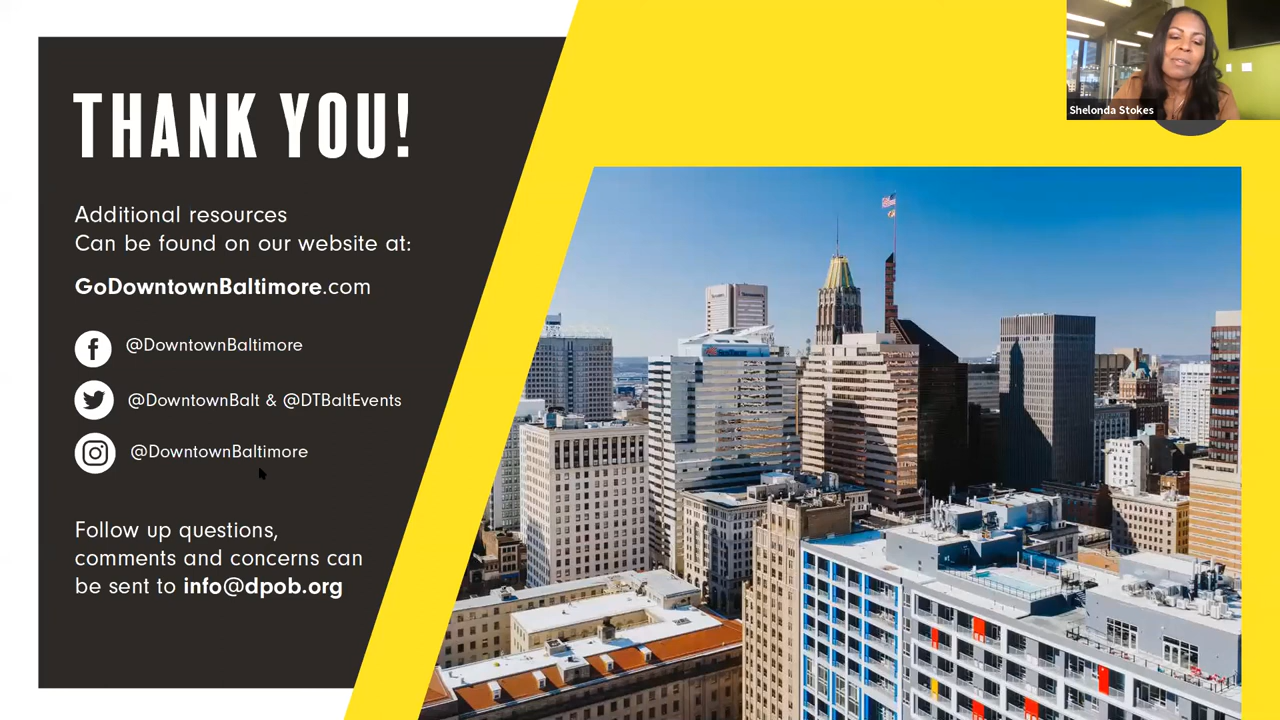 THANK YOU!
Additional resources
Can be found on our website at:
GoDowntownBaltimore.com
@DowntownBaltimore
@DowntownBalt & @DTBaltEvents
@DowntownBaltimore
Follow up questions,
comments and concerns can
be sent to info@dpob.org
Shelonda Stokes